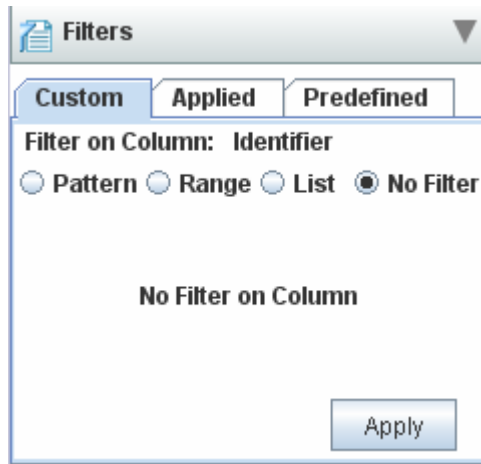 Filters
Custom Applied Predefined
Filter on Column: Identifier
Pattern Range List No Filter
No Filter on Column
Apply